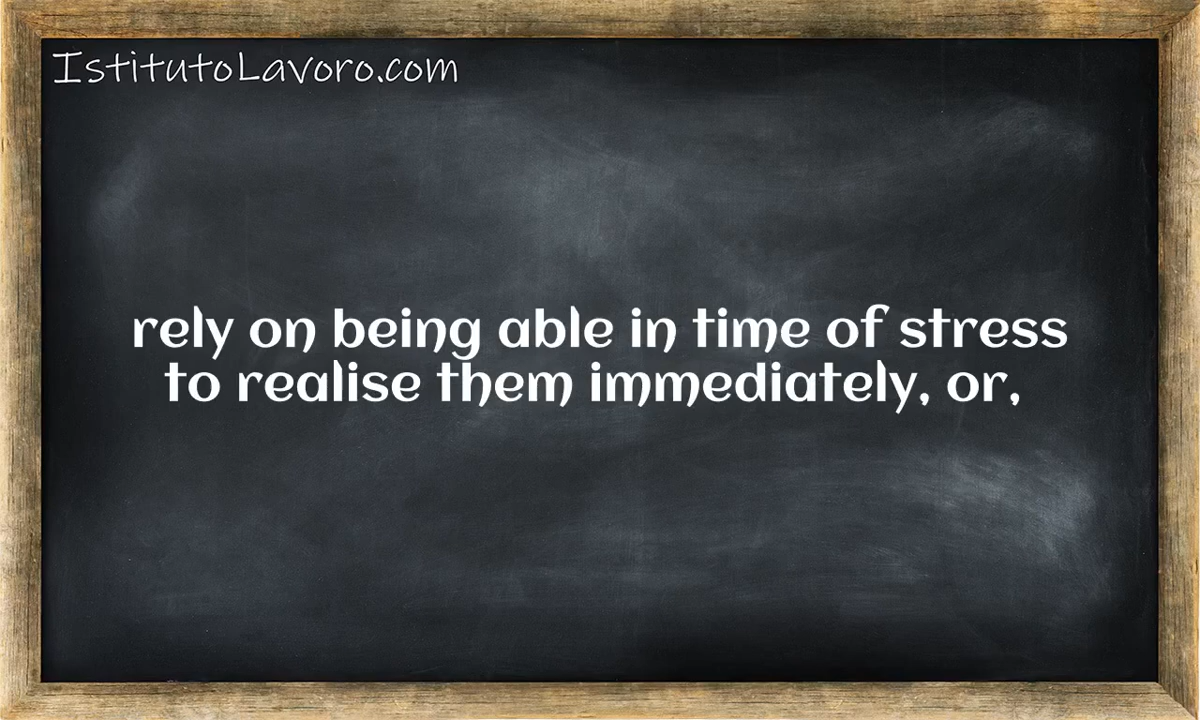 IstitutoLavoro.com
rely on being able in time of stress
to realise them immediately, or,